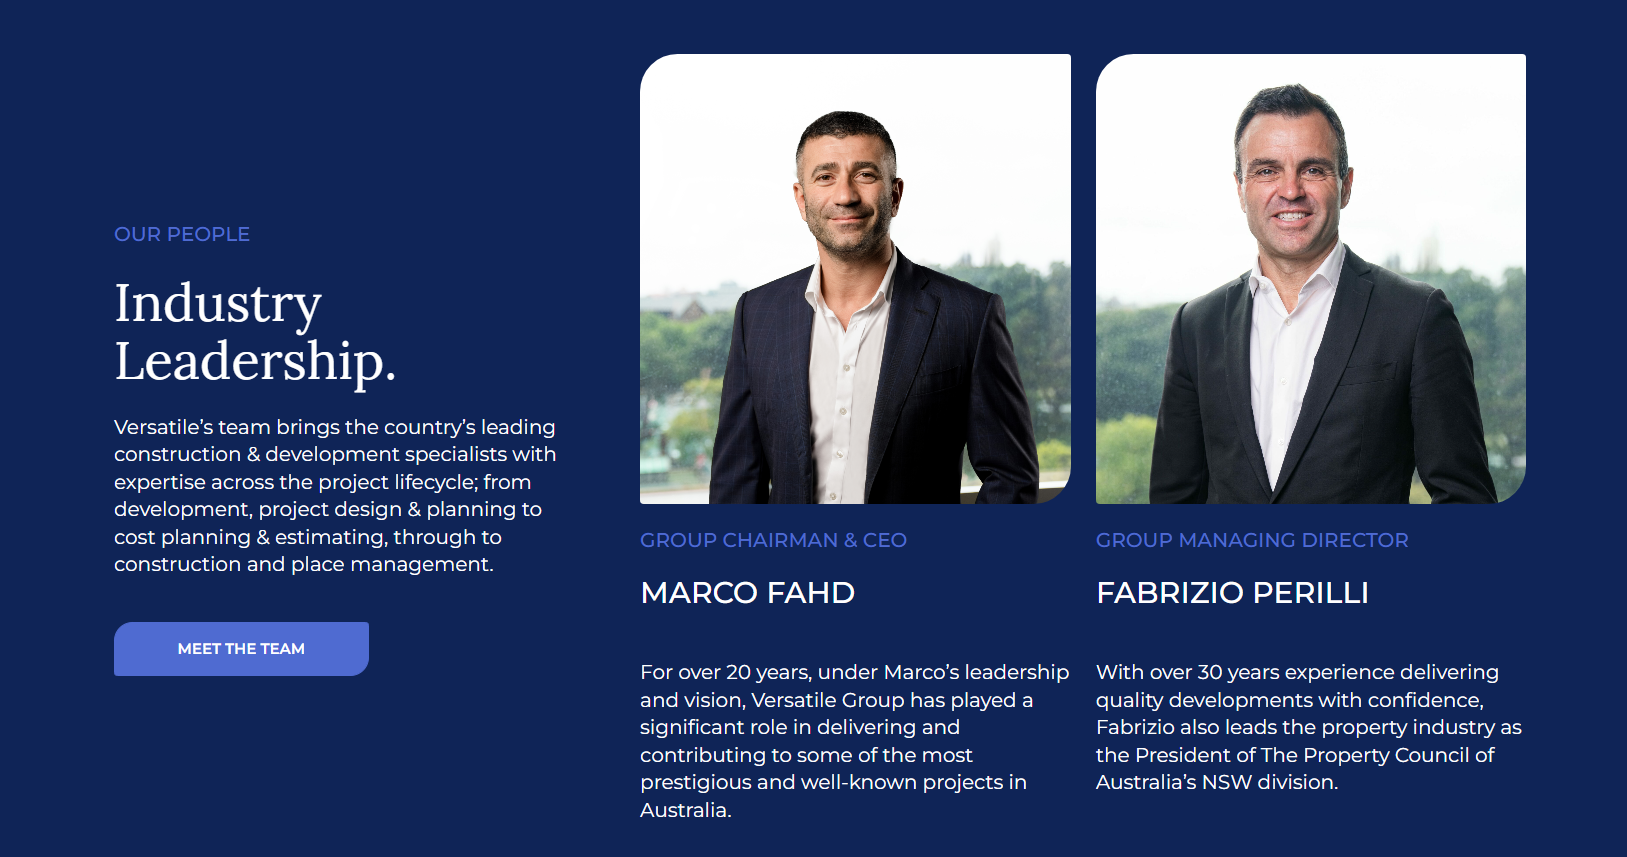 OUR PEOPLE
Industry
Leadership.
Versatile’s team brings the country’s leading
construction & development specialists with
expertise across the project lifecycle; from
development, project design & planning to
cost planning & estimating, through to
construction and place management.
MEET THE TEAM
GROUP CHAIRMAN & CEO
MARCO FAHD
For over 20 years, under Marco’s leadership
and vision, Versatile Group has played a
significant role in delivering and
contributing to some of the most
prestigious and well-known projects in
Australia.
GROUP MANAGING DIRECTOR
FABRIZIO PERILLI
With over 30 years experience delivering
quality developments with confidence,
Fabrizio also leads the property industry as
the President of The Property Council of
Australia’s NSW division.